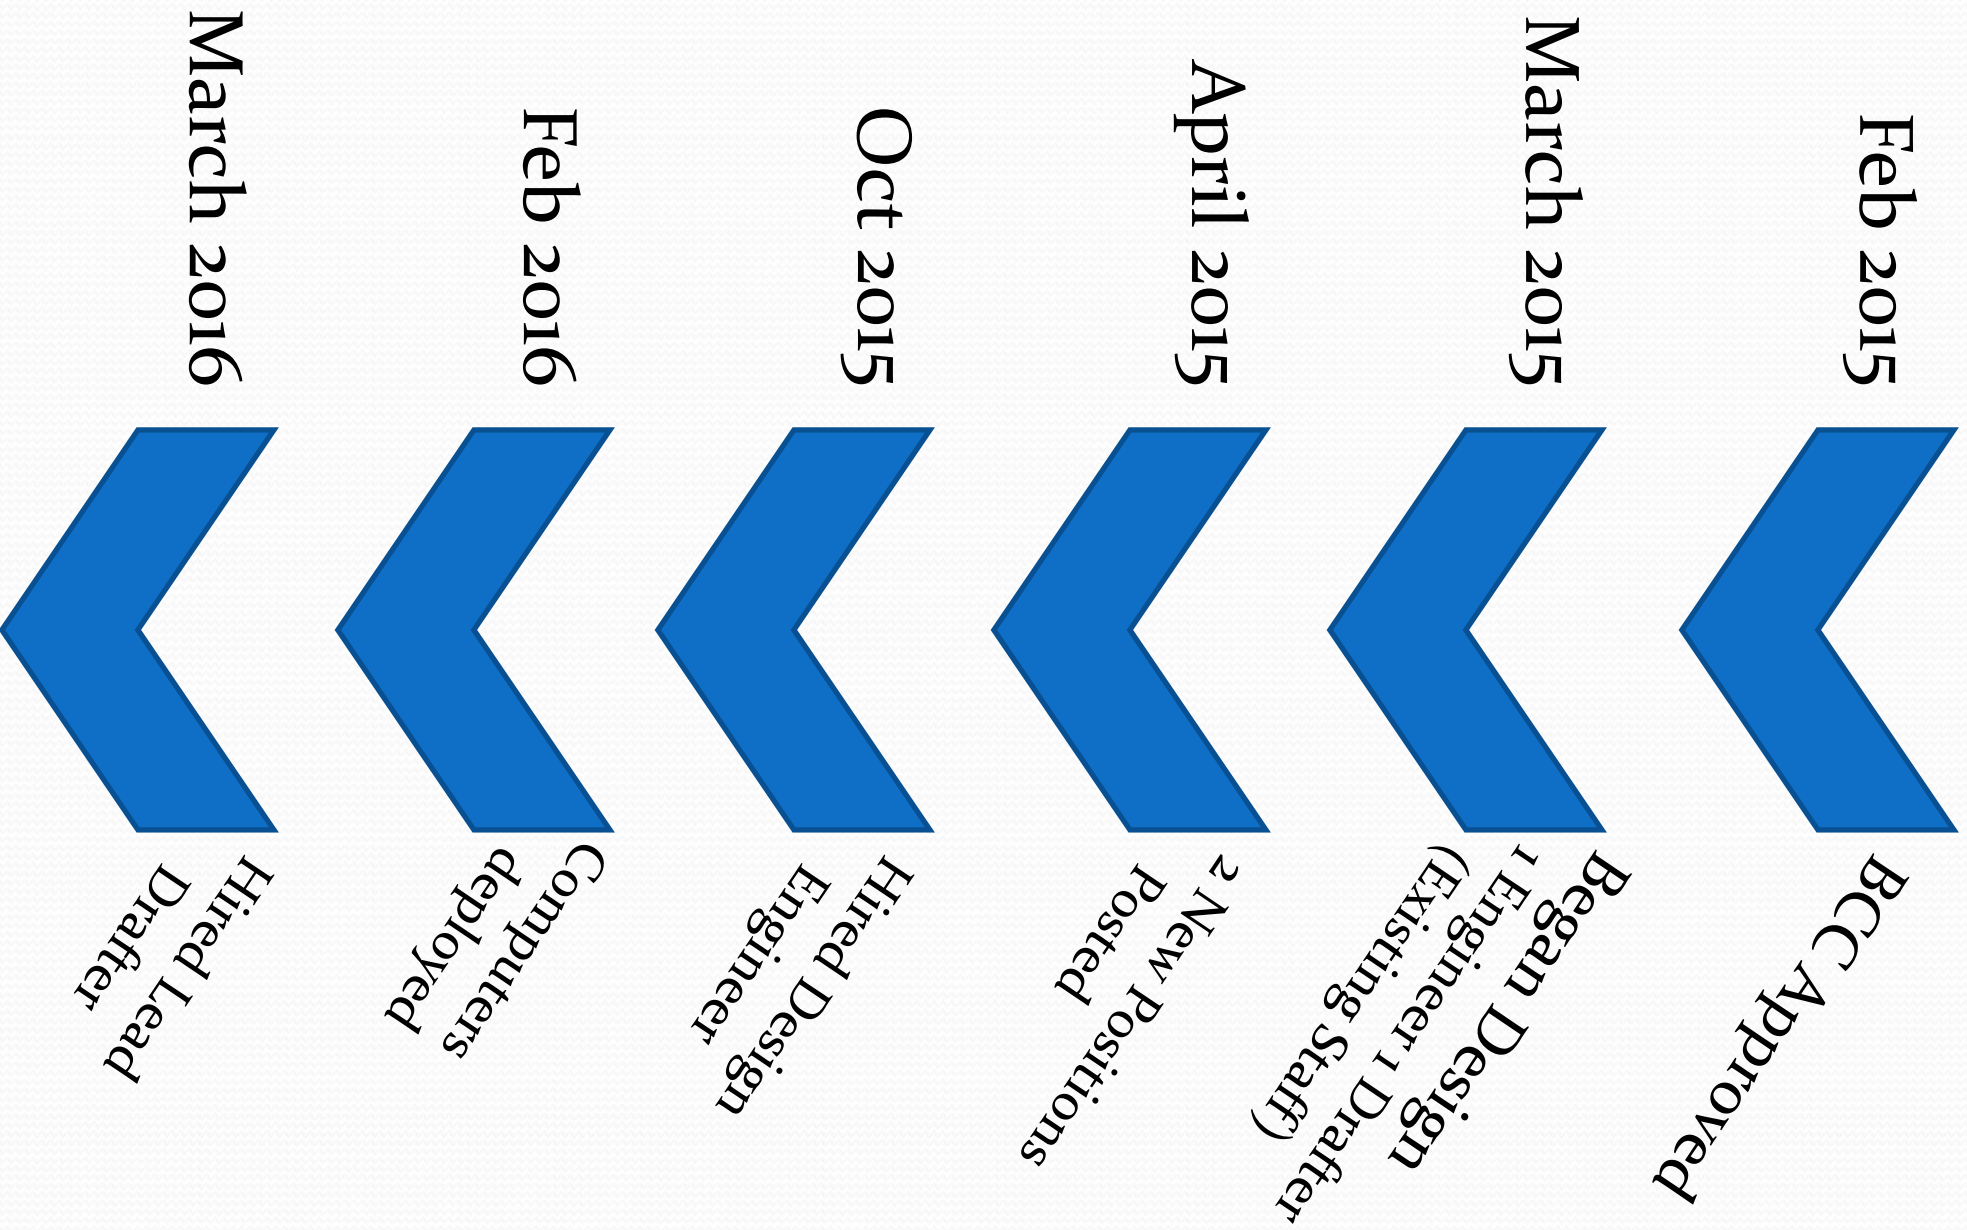 Feb 2015
BCC Approved
March 2015
Began Design
1 Engineer 1 Drafter
(Existing Staff)
April 2015
2 New Positions
Posted
Oct 2015
Hired Design
Engineer
Feb 2016
Computers
deployed
March 2016
Hired Lead
Drafter